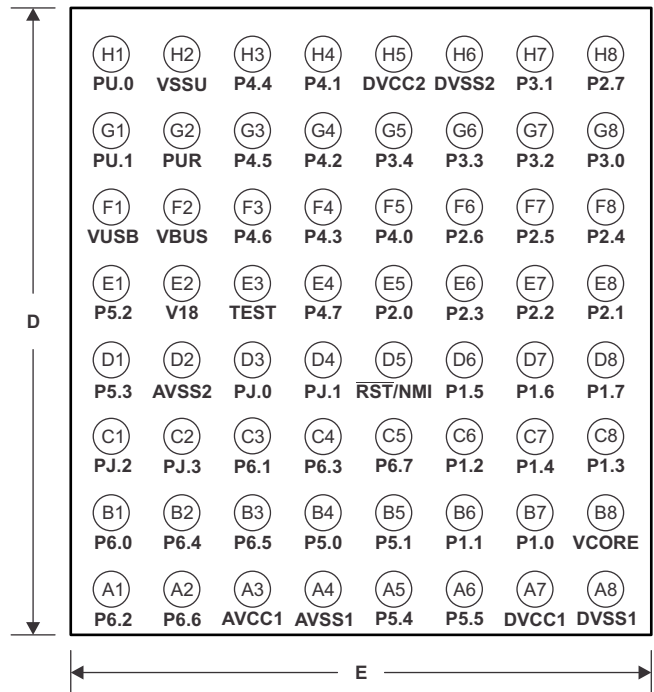 H1 H2 H3 H4 H5 H6 H7 H8
PU.0 VSSU P4.4 P4.1 DVCC2 DVSS2 P3.1 P2.7
G1 G2 G3 G4 G5 G6 G7 G8
PU.1 PUR P4.5 P4.2 P3.4 P3.3 P3.2 P3.0
F1 F2 F3 F4 F5 F6 F7 F8
VUSB VBUS P4.6 P4.3 P4.0 P2.6 P2.5 P2.4
E1 E2 E3 E4 E5 E6 E7 E8
P5.2 V18 TEST P4.7 P2.0 P2.3 P2.2 P2.1
D
D1 D2 D3 D4 D5 D6 D7 D8
P5.3 AVSS2 PJ.0 PJ.1 RST/NMI P1.5 P1.6 P1.7
C1 C2 C3 C4 C5 C6 C7 C8
PJ.2 PJ.3 P6.1 P6.3 P6.7 P1.2 P1.4 P1.3
B1 B2 B3 B4 B5 B6 B7 B8
P6.0 P6.4 P6.5 P5.0 P5.1 P1.1 P1.0 VCORE
A1 A2 A3 A4 A5 A6 A7 A8
P6.2 P6.6 AVCC1 AVSS1 P5.4 P5.5 DVCC1 DVSS1
E